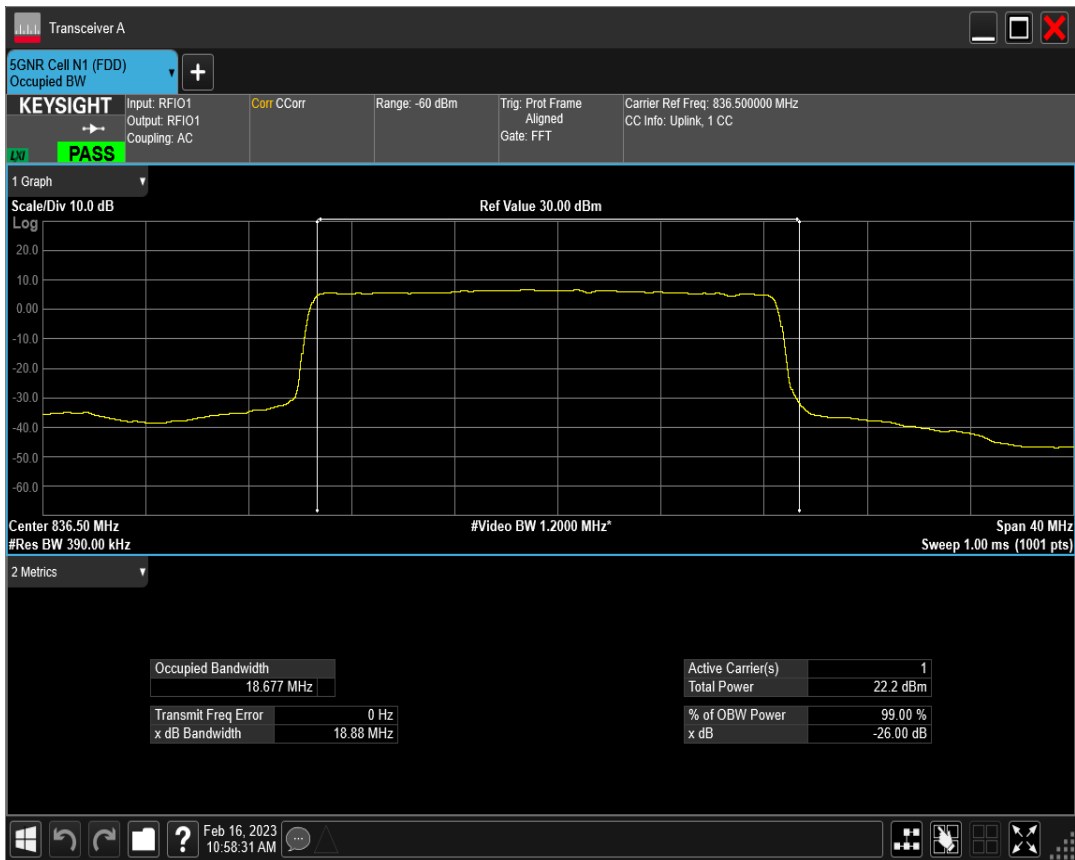 Transceiver A
5GNR Cell N1 (FDD)
Occupied BW
KEYSIGHT
LXI
PASS
Input: RFIO1
Output: RFIO1
Coupling: AC
Corr CCorr
Range: -60 dBm
Trig: Prot Frame
Aligned
Gate: FFT
Carrier Ref Freq: 836.500000 MHz
CC Info: Uplink, 1 CC
1 Graph
Scale/Div 10.0 dB
Ref Value 30.00 dBm
Log
20.0
10.0
0.00
-10.0
-20.0
-30.0
-40.0
-50.0
-60.0
Center 836.50 MHz
#Video BW 1.2000 MHz*
Span 40 MHz
#Res BW 390.00 kHz
Sweep 1.00 ms (1001 pts)
2 Metrics
Occupied Bandwidth
18.677 MHz
Transmit Freq Error 0 Hz
x dB Bandwidth 18.88 MHz
Active Carrier(s) 1
Total Power 22.2 dBm
% of OBW Power 99.00 %
x dB -26.00 dB
Feb 16, 2023
10:58:31 AM